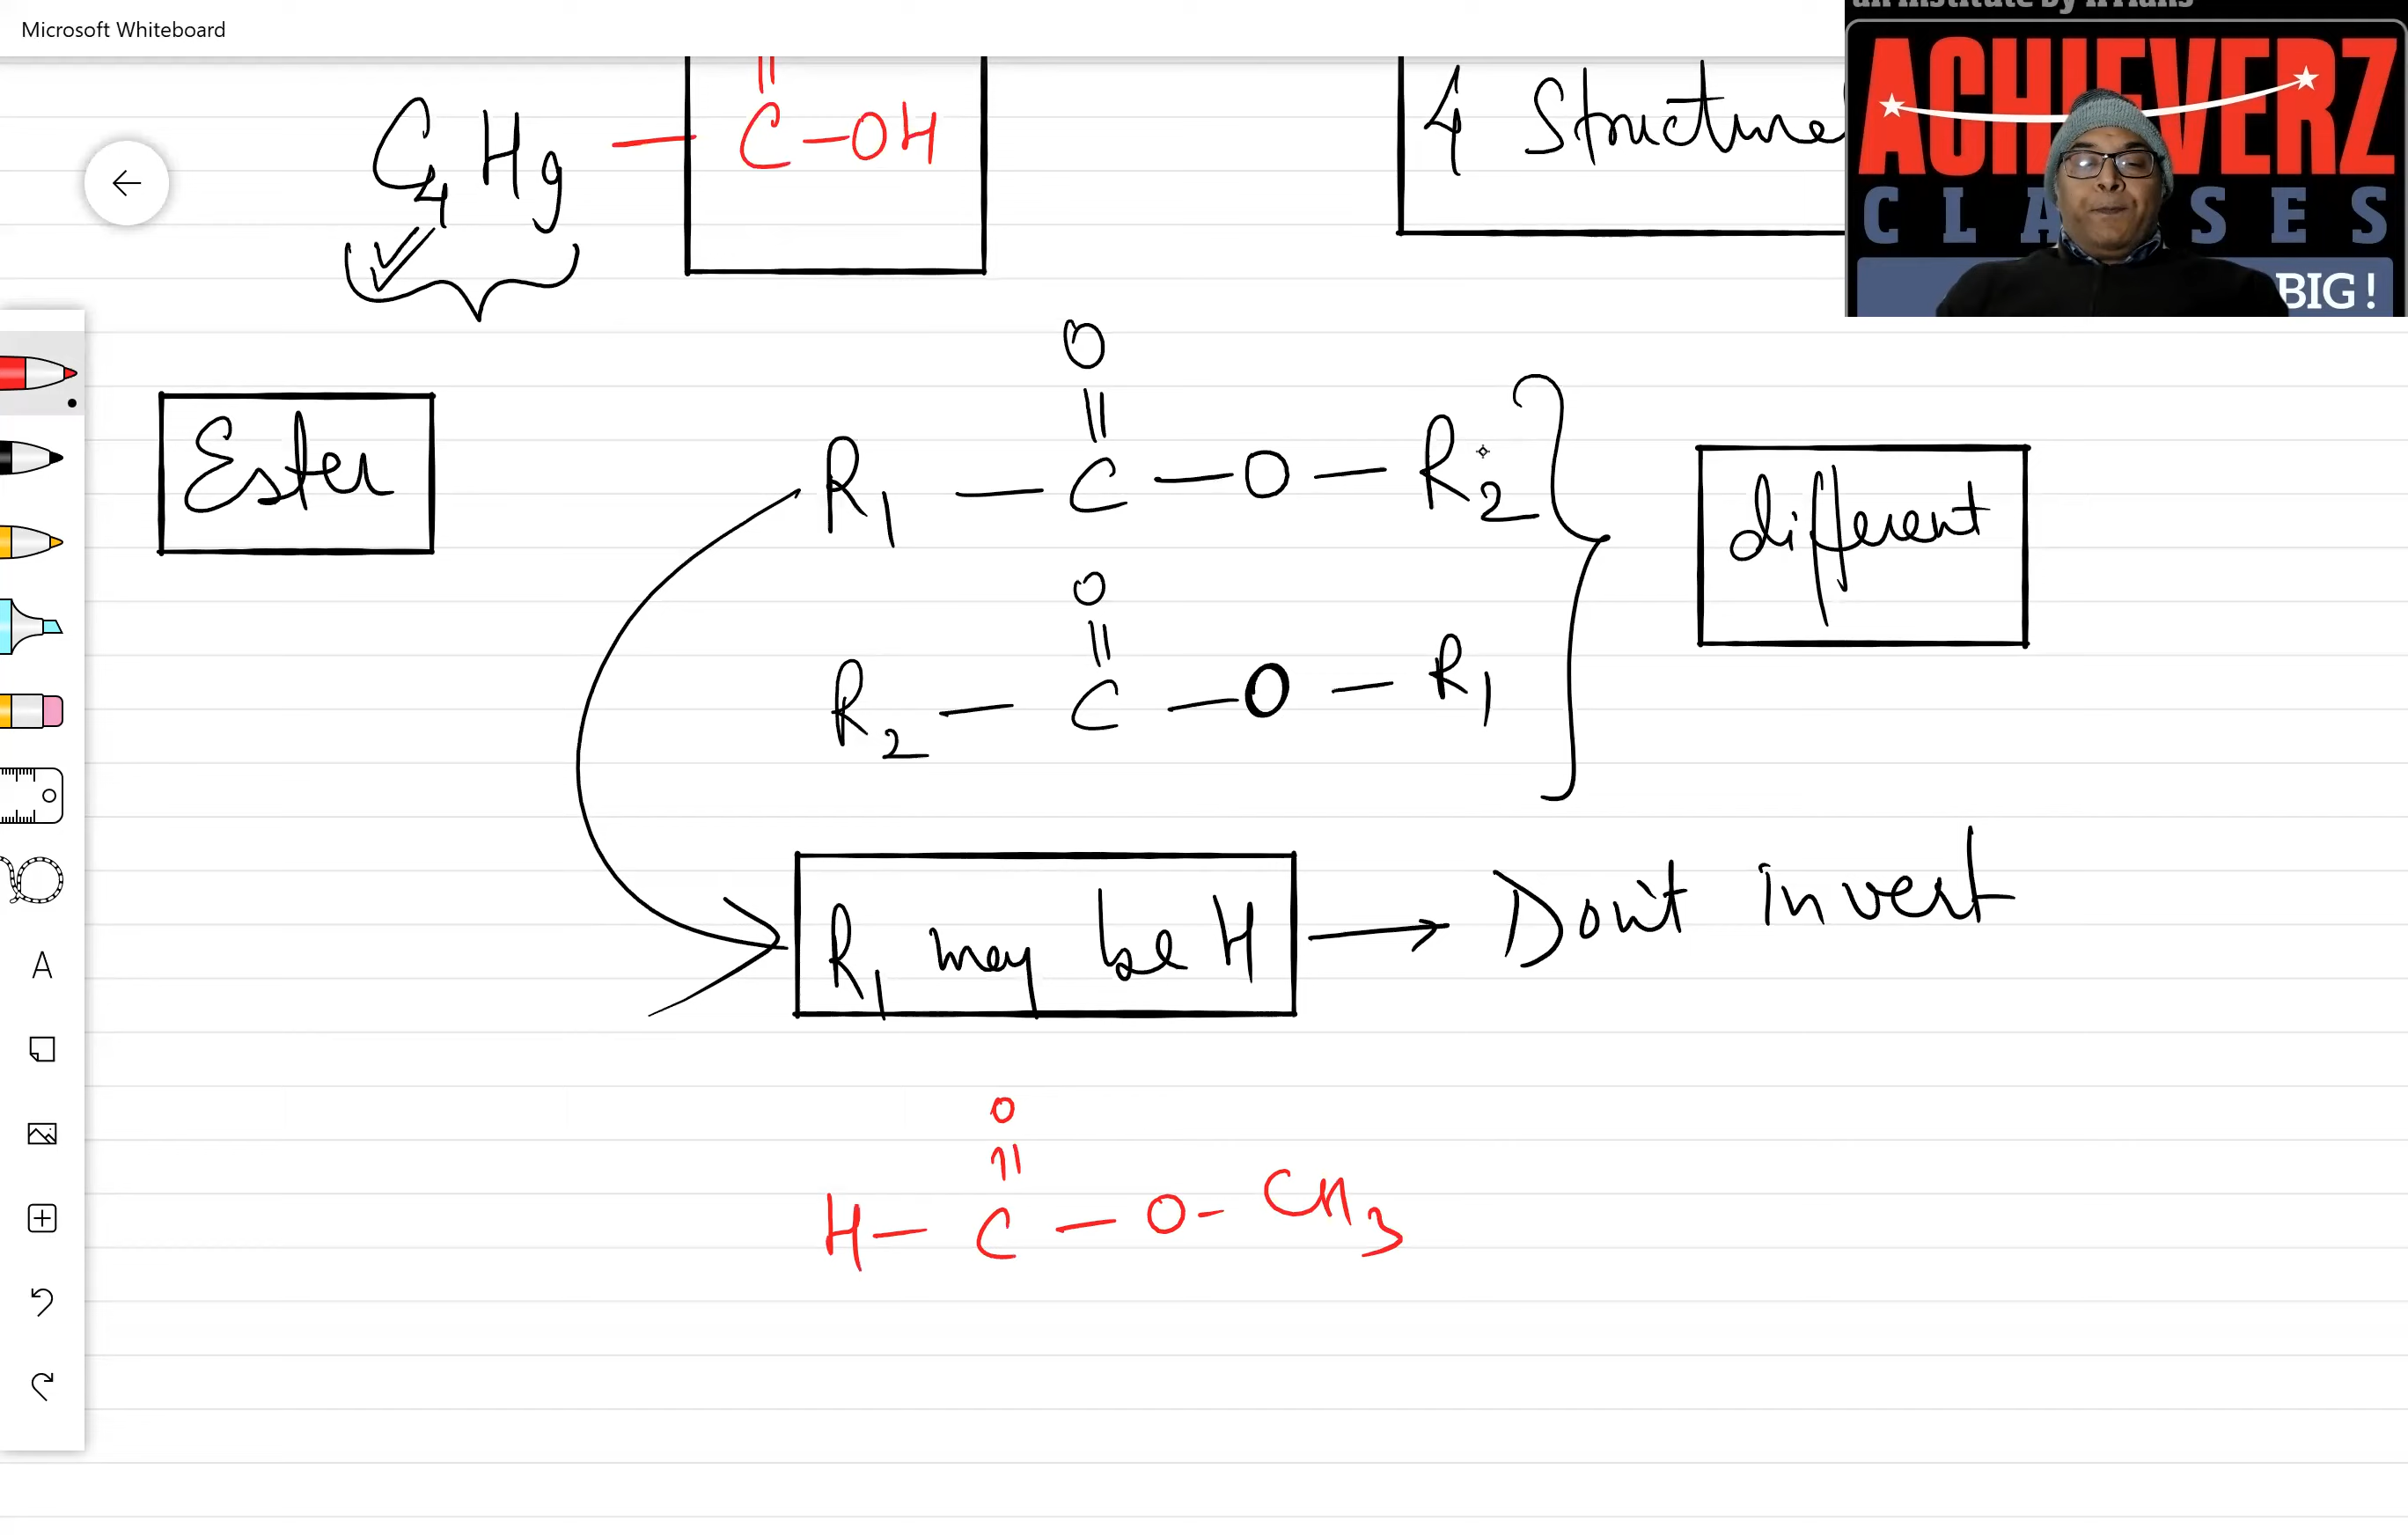 Microsoft Whiteboard
ACHIEVERZ
CLASSES
BIG!
C4H9 — C—OH
4 Structure
Ester
O
||
R1 — C — O — R2
different
O
||
R2 — C — O — R1
R1 may be H → Don't invert
O
||
H — C — O - CH3
A